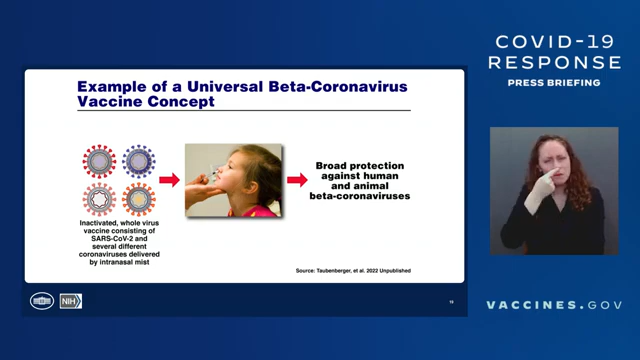 COVID-19
RESPONSE
PRESS BRIEFING
Example of a Universal Beta-Coronavirus
Vaccine Concept
Inactivated, whole virus
vaccine consisting of
SARS-CoV-2 and
several different
coronaviruses delivered
by intranasal mist
Broad protection
against human
and animal
beta-coronaviruses
Source: Taubenberger, et al. 2022 Unpublished
NIH
VACCINES.GOV